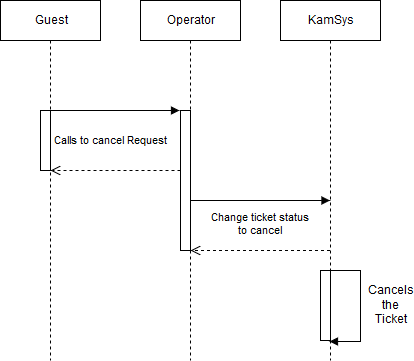 Guest
Operator
KamSys
Calls to cancel Request
Change ticket status
to cancel
Cancels
the
Ticket